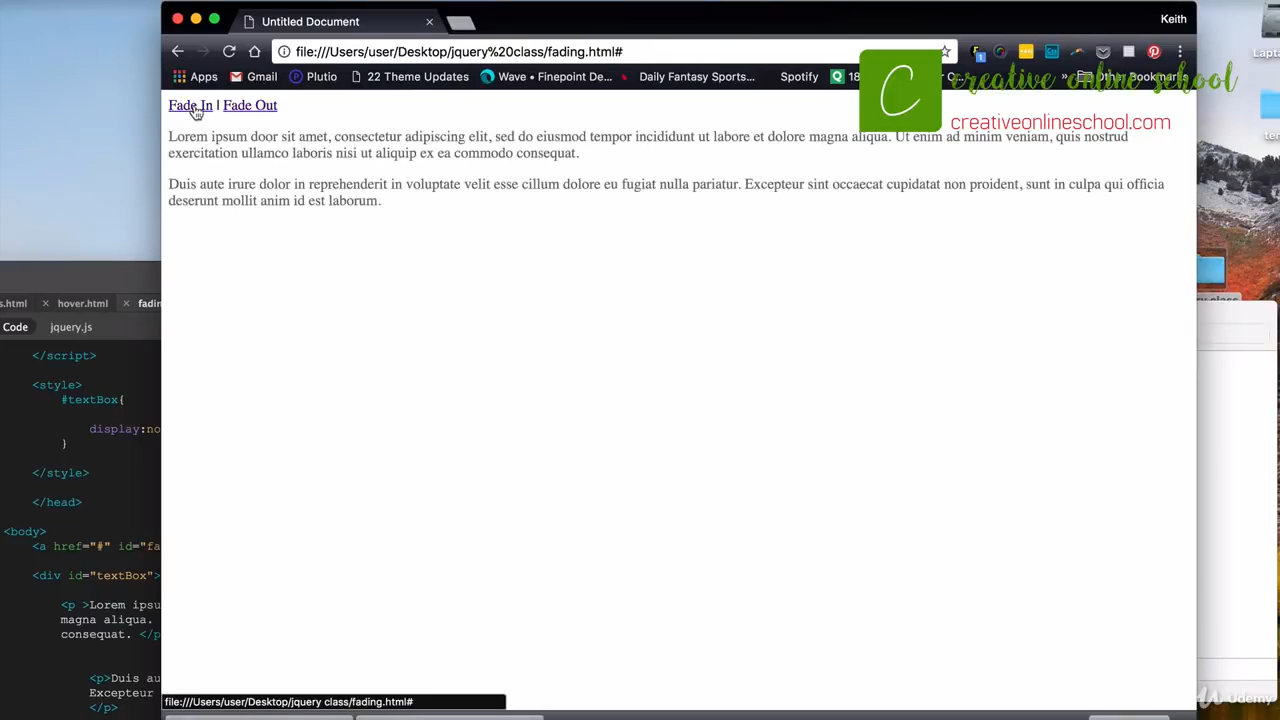 Untitled Document
Keith
file:///Users/user/Desktop/jquery%20class/fading.html#
Apps Gmail Plutio 22 Theme Updates Wave • Finepoint De... Daily Fantasy Sports... Spotify 18 » Other Bookmarks
creative online school
creativeonlineschool.com
Fade In | Fade Out
Lorem ipsum door sit amet, consectetur adipiscing elit, sed do eiusmod tempor incididunt ut labore et dolore magna aliqua. Ut enim ad minim veniam, quis nostrud
exercitation ullamco laboris nisi ut aliquip ex ea commodo consequat.
Duis aute irure dolor in reprehenderit in voluptate velit esse cillum dolore eu fugiat nulla pariatur. Excepteur sint occaecat cupidatat non proident, sunt in culpa qui officia
deserunt mollit anim id est laborum.
s.html × hover.html × fadin
Code jquery.js
</script>
<style>
#textBox{
display:no
}
</style>
</head>
<body>
<a href="#" id="fa
<div id="textBox">
<p >Lorem ipsu
magna aliqua.
consequat. </p
<p>Duis au
Excepteur
</p>
file:///Users/user/Desktop/jquery class/fading.html#
Udemy